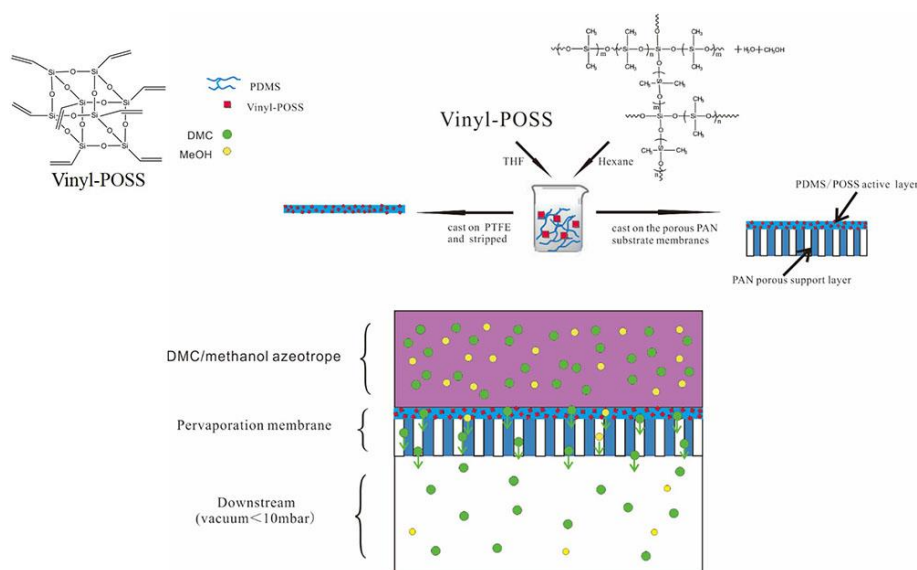 Vinyl-POSS
PDMS
Vinyl-POSS
DMC
MeOH
Vinyl-POSS
+H₂O+CH₃OH
THF
Hexane
cast on PTFE
and stripped
cast on the porous PAN
substrate membranes
PDMS/POSS active layer
PAN porous support layer
DMC/methanol azeotrope
Pervaporation membrane
Downstream
(vacuum<10mbar)